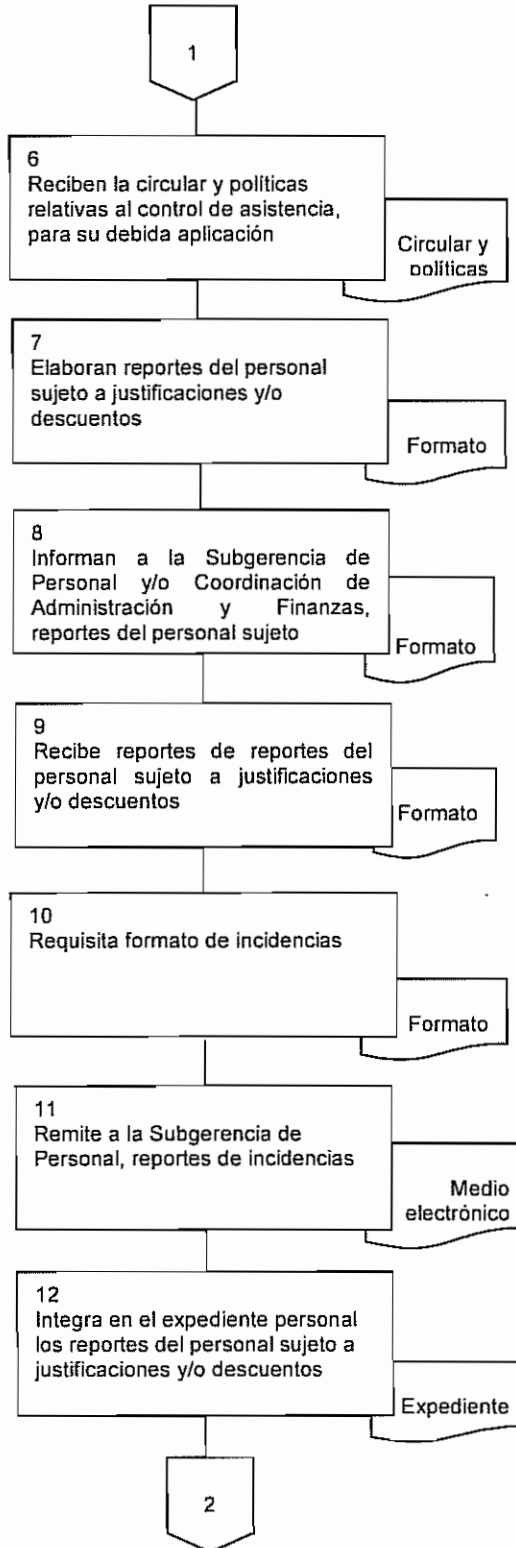 1
6
Reciben la circular y políticas
relativas al control de asistencia,
para su debida aplicación
Circular y
políticas
7
Elaboran reportes del personal
sujeto a justificaciones y/o
descuentos
Formato
8
Informan a la Subgerencia de
Personal y/o Coordinación de
Administración y Finanzas,
reportes del personal sujeto
Formato
9
Recibe reportes de reportes del
personal sujeto a justificaciones
y/o descuentos
Formato
10
Requisita formato de incidencias
Formato
11
Remite a la Subgerencia de
Personal, reportes de incidencias
Medio
electrónico
12
Integra en el expediente personal
los reportes del personal sujeto a
justificaciones y/o descuentos
Expediente
2